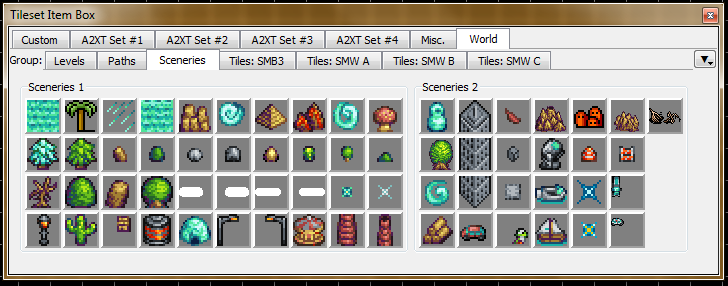 Tileset Item Box
Custom A2XT Set #1 A2XT Set #2 A2XT Set #3 A2XT Set #4 Misc. World
Group: Levels Paths Sceneries Tiles: SMB3 Tiles: SMW A Tiles: SMW B Tiles: SMW C
Sceneries 1 Sceneries 2